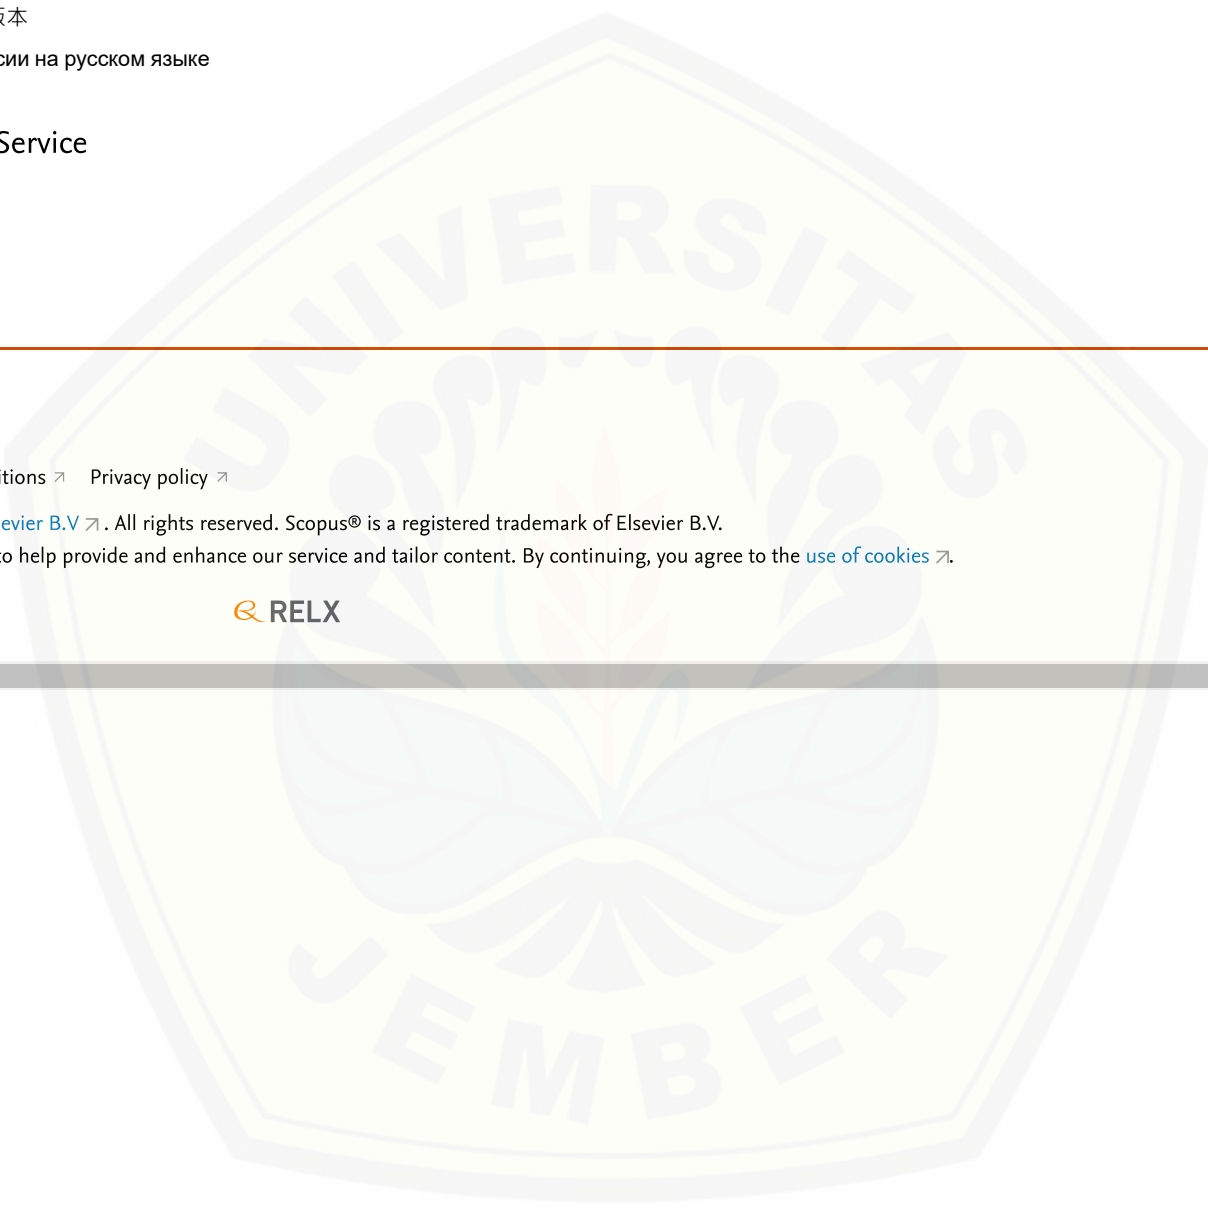 版本
сии на русском языке
Service
UNIVERSITAS
itions Privacy policy
evier B.V . All rights reserved. Scopus® is a registered trademark of Elsevier B.V.
to help provide and enhance our service and tailor content. By continuing, you agree to the use of cookies .
RELX
JEMBER